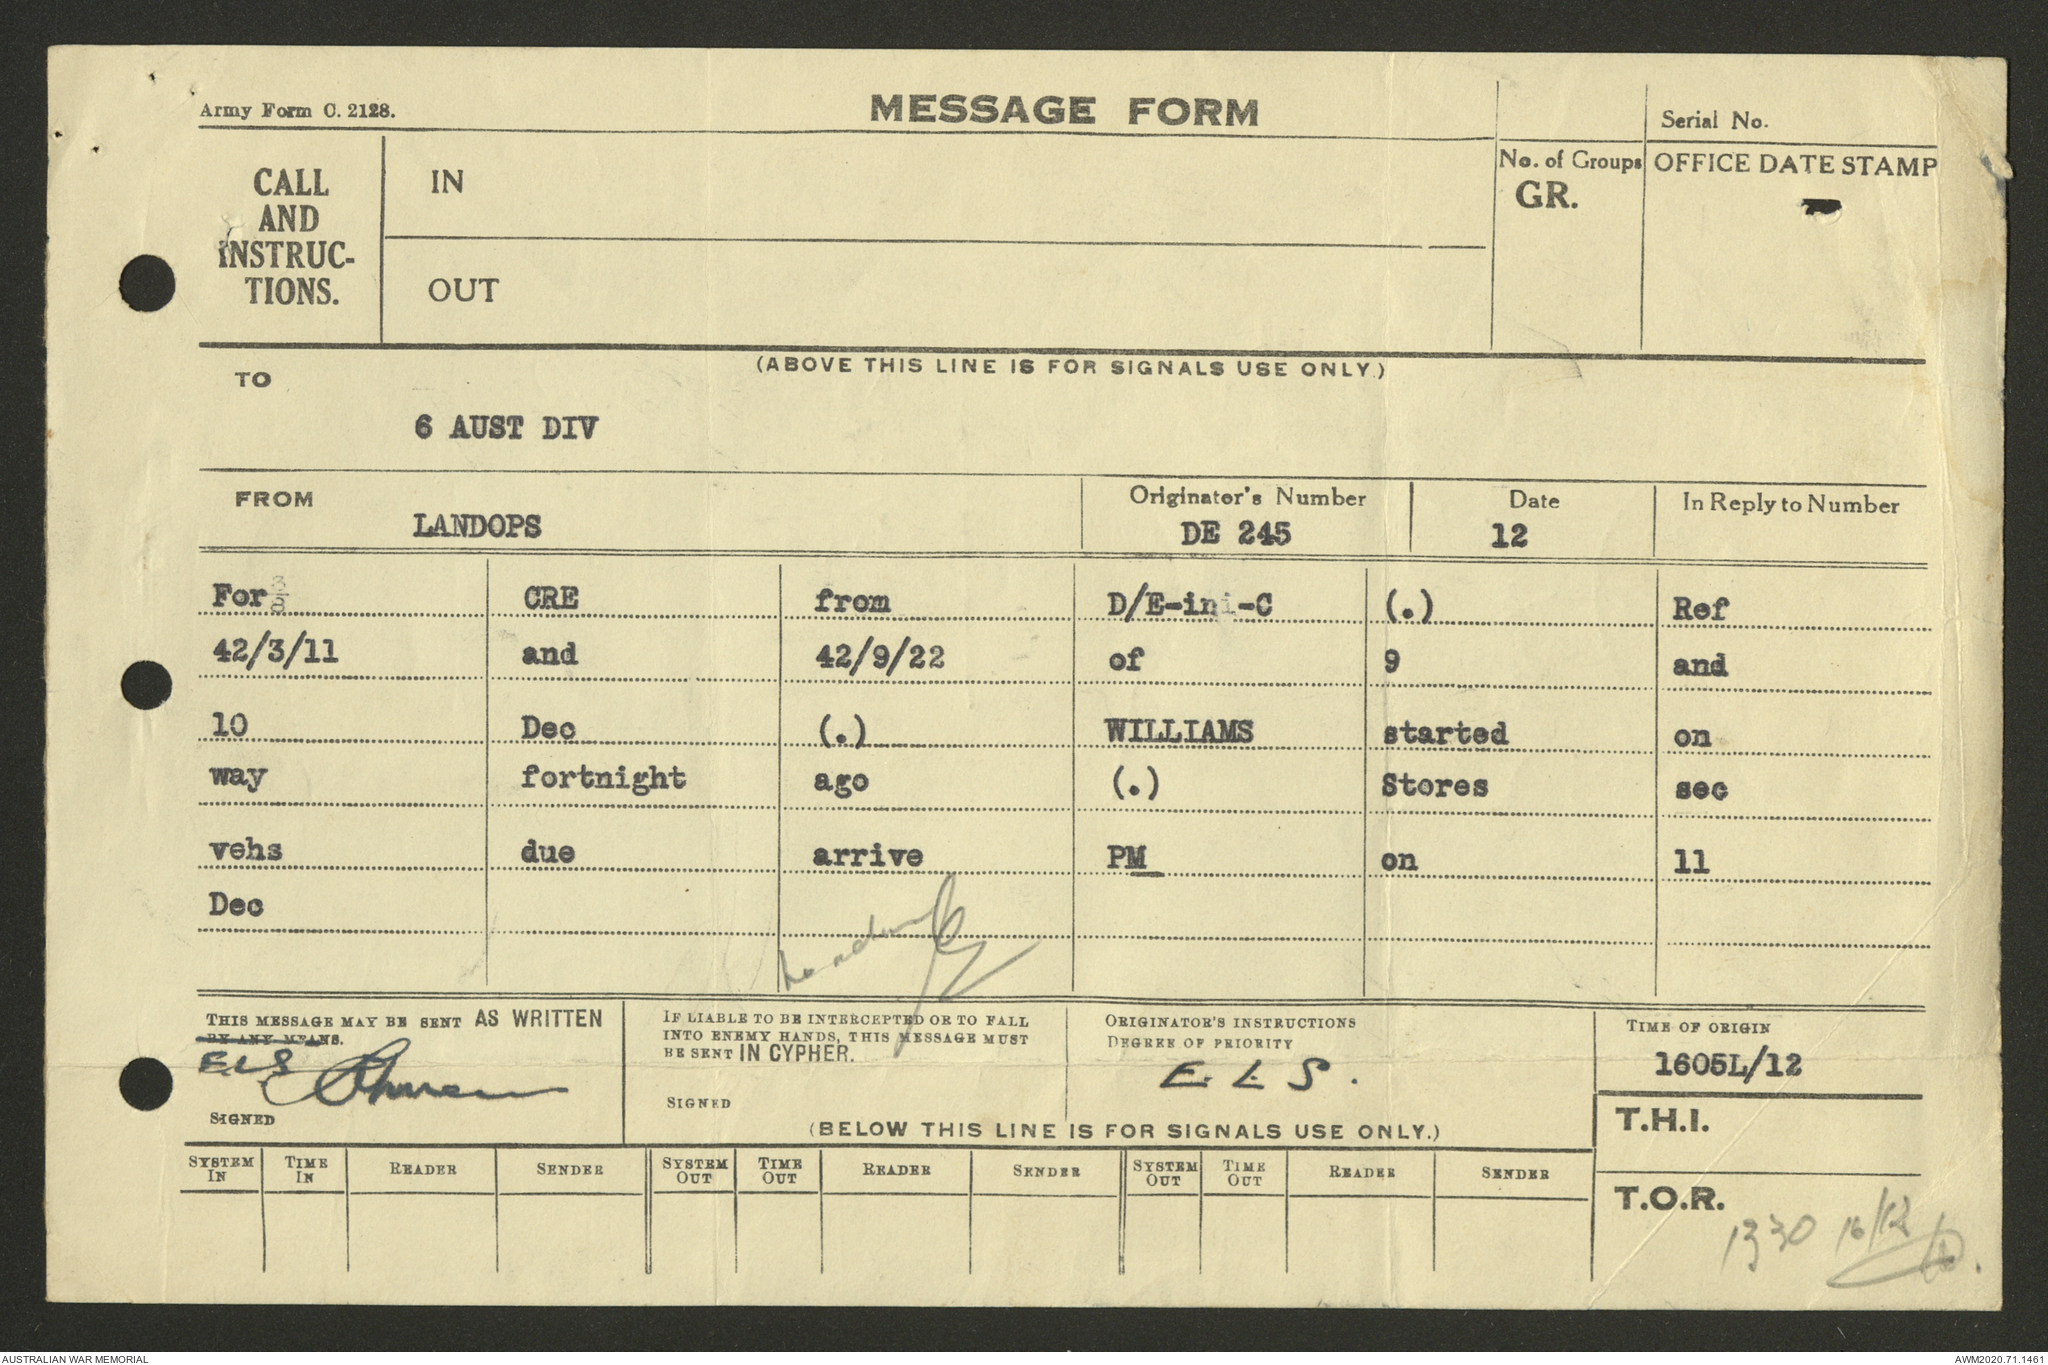 Army Form C. 2128.
MESSAGE FORM
Serial No.
CALL
AND
INSTRUC-
TIONS.
IN
OUT
No. of Groups
GR.
OFFICE DATE STAMP
(ABOVE THIS LINE IS FOR SIGNALS USE ONLY.)
TO
6 AUST DIV
FROM
LANDOPS
Originator's Number
DE 245
Date
12
In Reply to Number
For CRE from D/E-in-C (.) Ref
42/3/11 and 42/9/22 of 9 and
10 Dec (.) WILLIAMS started on
way fortnight ago (.) Stores sec
vehs due arrive PM on 11
Dec
THIS MESSAGE MAY BE SENT AS WRITTEN
BY ANY MEANS.
ELS
SIGNED
IF LIABLE TO BE INTERCEPTED OR TO FALL
INTO ENEMY HANDS, THIS MESSAGE MUST
BE SENT IN CYPHER.
SIGNED
ORIGINATOR'S INSTRUCTIONS
DEGREE OF PRIORITY
E. L S.
TIME OF ORIGIN
1605L/12
T.H.I.
(BELOW THIS LINE IS FOR SIGNALS USE ONLY.)
SYSTEM IN TIME IN READER SENDER SYSTEM OUT TIME OUT READER SENDER SYSTEM OUT TIME OUT READER SENDER
T.O.R.
1330 16/12
AUSTRALIAN WAR MEMORIAL
AWM2020.71.1461